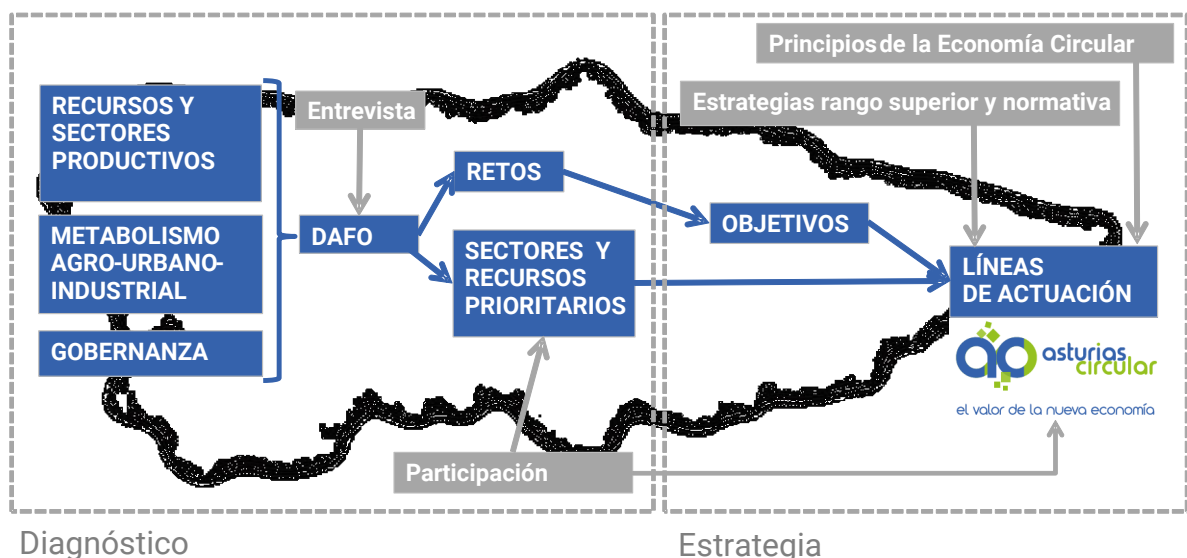 Principios de la Economía Circular
Estrategias rango superior y normativa
RECURSOS Y
SECTORES
PRODUCTIVOS
Entrevista
RETOS
METABOLISMO
AGRO-URBANO-
INDUSTRIAL
DAFO
SECTORES Y
RECURSOS
PRIORITARIOS
OBJETIVOS
LÍNEAS
DE ACTUACIÓN
GOBERNANZA
asturias
circular
el valor de la nueva economía
Participación
Diagnóstico
Estrategia